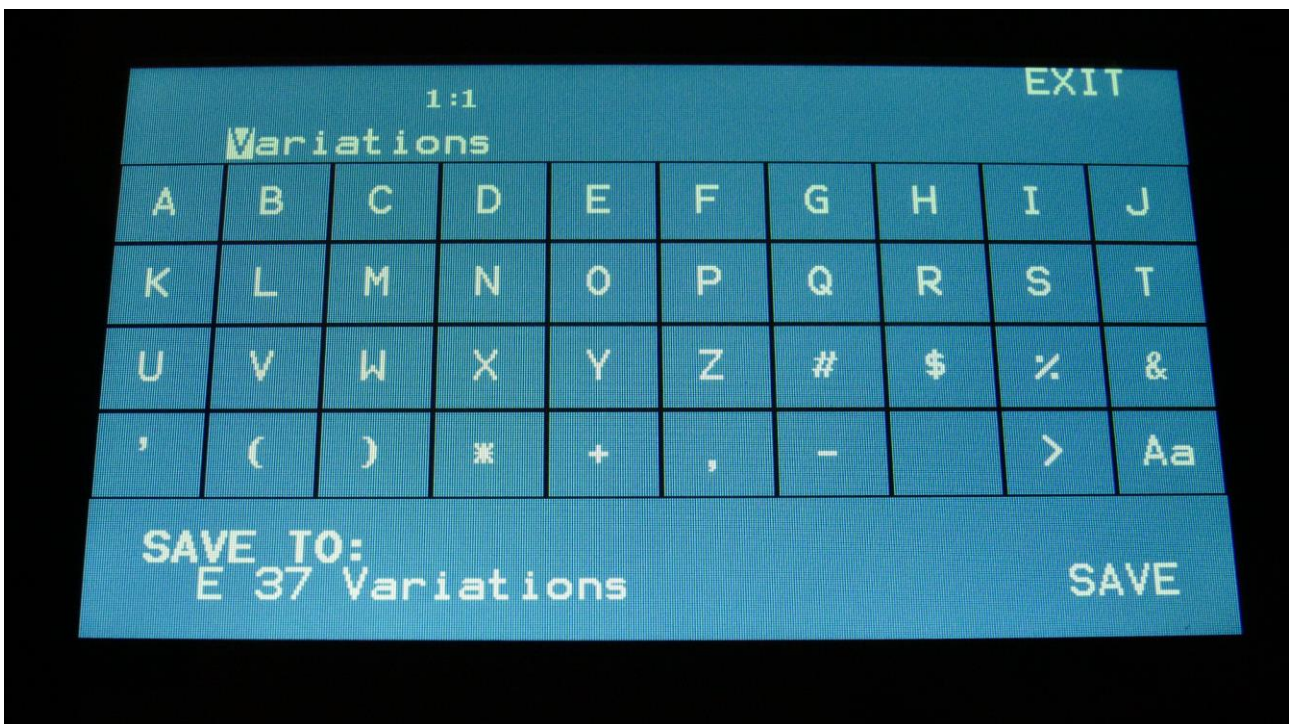 EXIT
1:1
Variations
A B C D E F G H I J
K L M N O P Q R S T
U V W X Y Z # $ % &
' ( ) * + , - >  Aa
SAVE TO:
E 37 Variations
SAVE